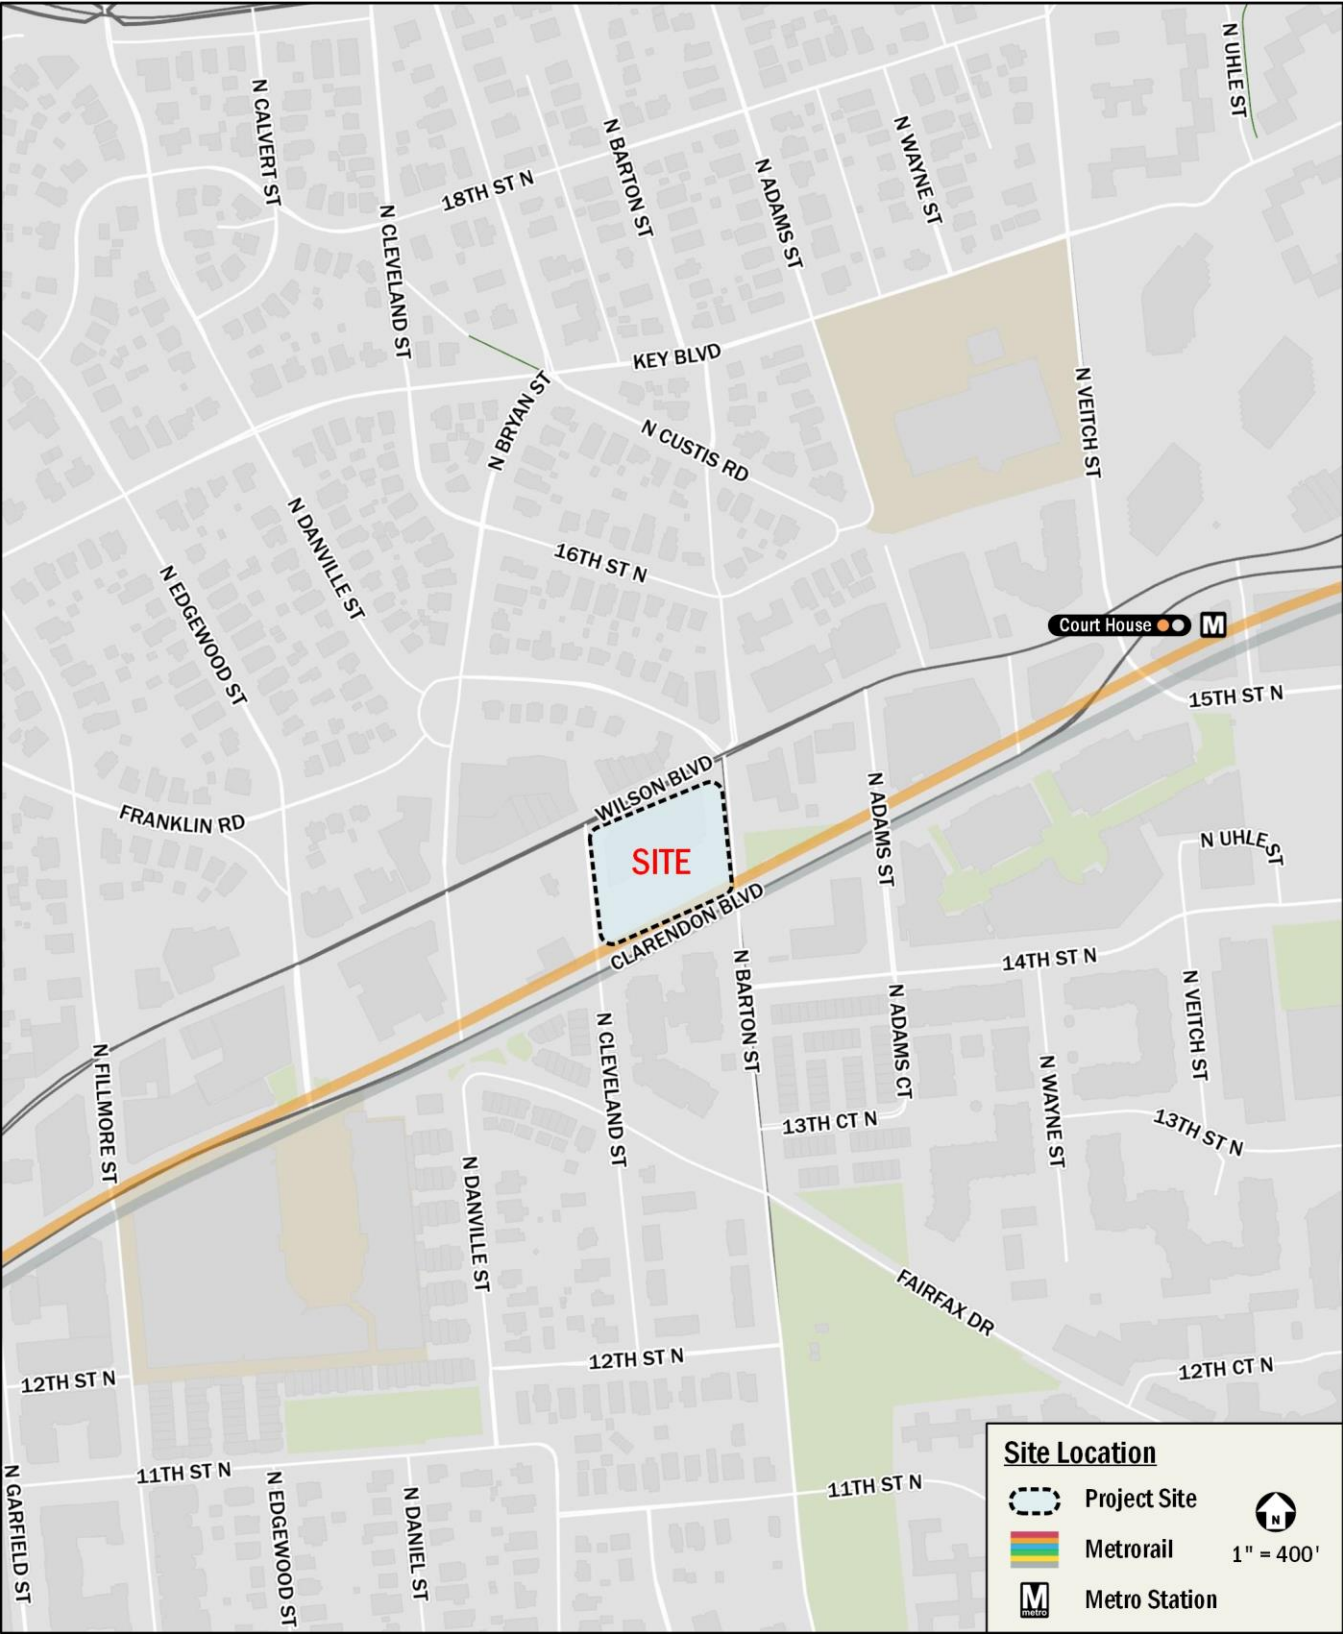 N UHLE ST
N CALVERT ST
N BARTON ST
N WAYNE ST
N ADAMS ST
18TH ST N
N CLEVELAND ST
KEY BLVD
N VEITCH ST
N BRYAN ST
N CUSTIS RD
N DANVILLE ST
16TH ST N
N EDGEWOOD ST
Court House
M
15TH ST N
WILSON BLVD
N ADAMS ST
FRANKLIN RD
SITE
N UHLE ST
CLARENDON BLVD
14TH ST N
N BARTON ST
N VEITCH ST
N ADAMS CT
N CLEVELAND ST
N FILLMORE ST
N WAYNE ST
13TH CT N
13TH ST N
N DANVILLE ST
FAIRFAX DR
12TH ST N
12TH CT N
12TH ST N
11TH ST N
11TH ST N
N GARFIELD ST
N EDGEWOOD ST
N DANIEL ST
Site Location
Project Site
N
Metrorail
1" = 400'
M
metro
Metro Station